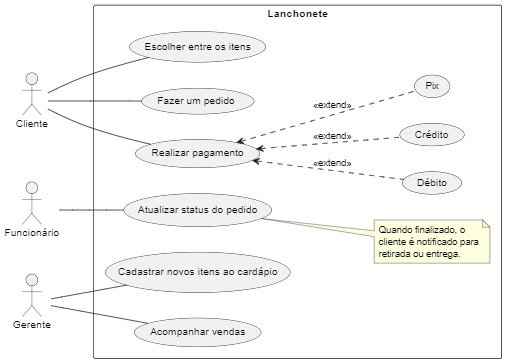 Lanchonete
Escolher entre os itens
Pix
Fazer um pedido
«extend»
Cliente
Crédito
«extend»
Realizar pagamento
«extend»
Débito
Atualizar status do pedido
Funcionário
Quando finalizado, o
cliente é notificado para
retirada ou entrega.
Cadastrar novos itens ao cardápio
Gerente
Acompanhar vendas